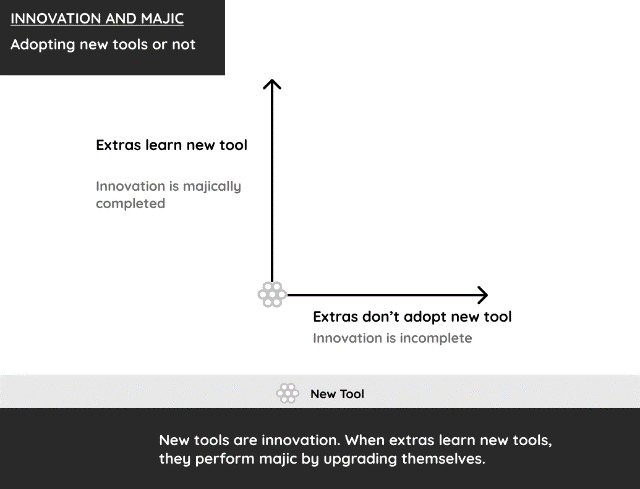 INNOVATION AND MAJIC
Adopting new tools or not
Extras learn new tool
Innovation is majically
completed
Extras don't adopt new tool
Innovation is incomplete
New Tool
New tools are innovation. When extras learn new tools,
they perform majic by upgrading themselves.